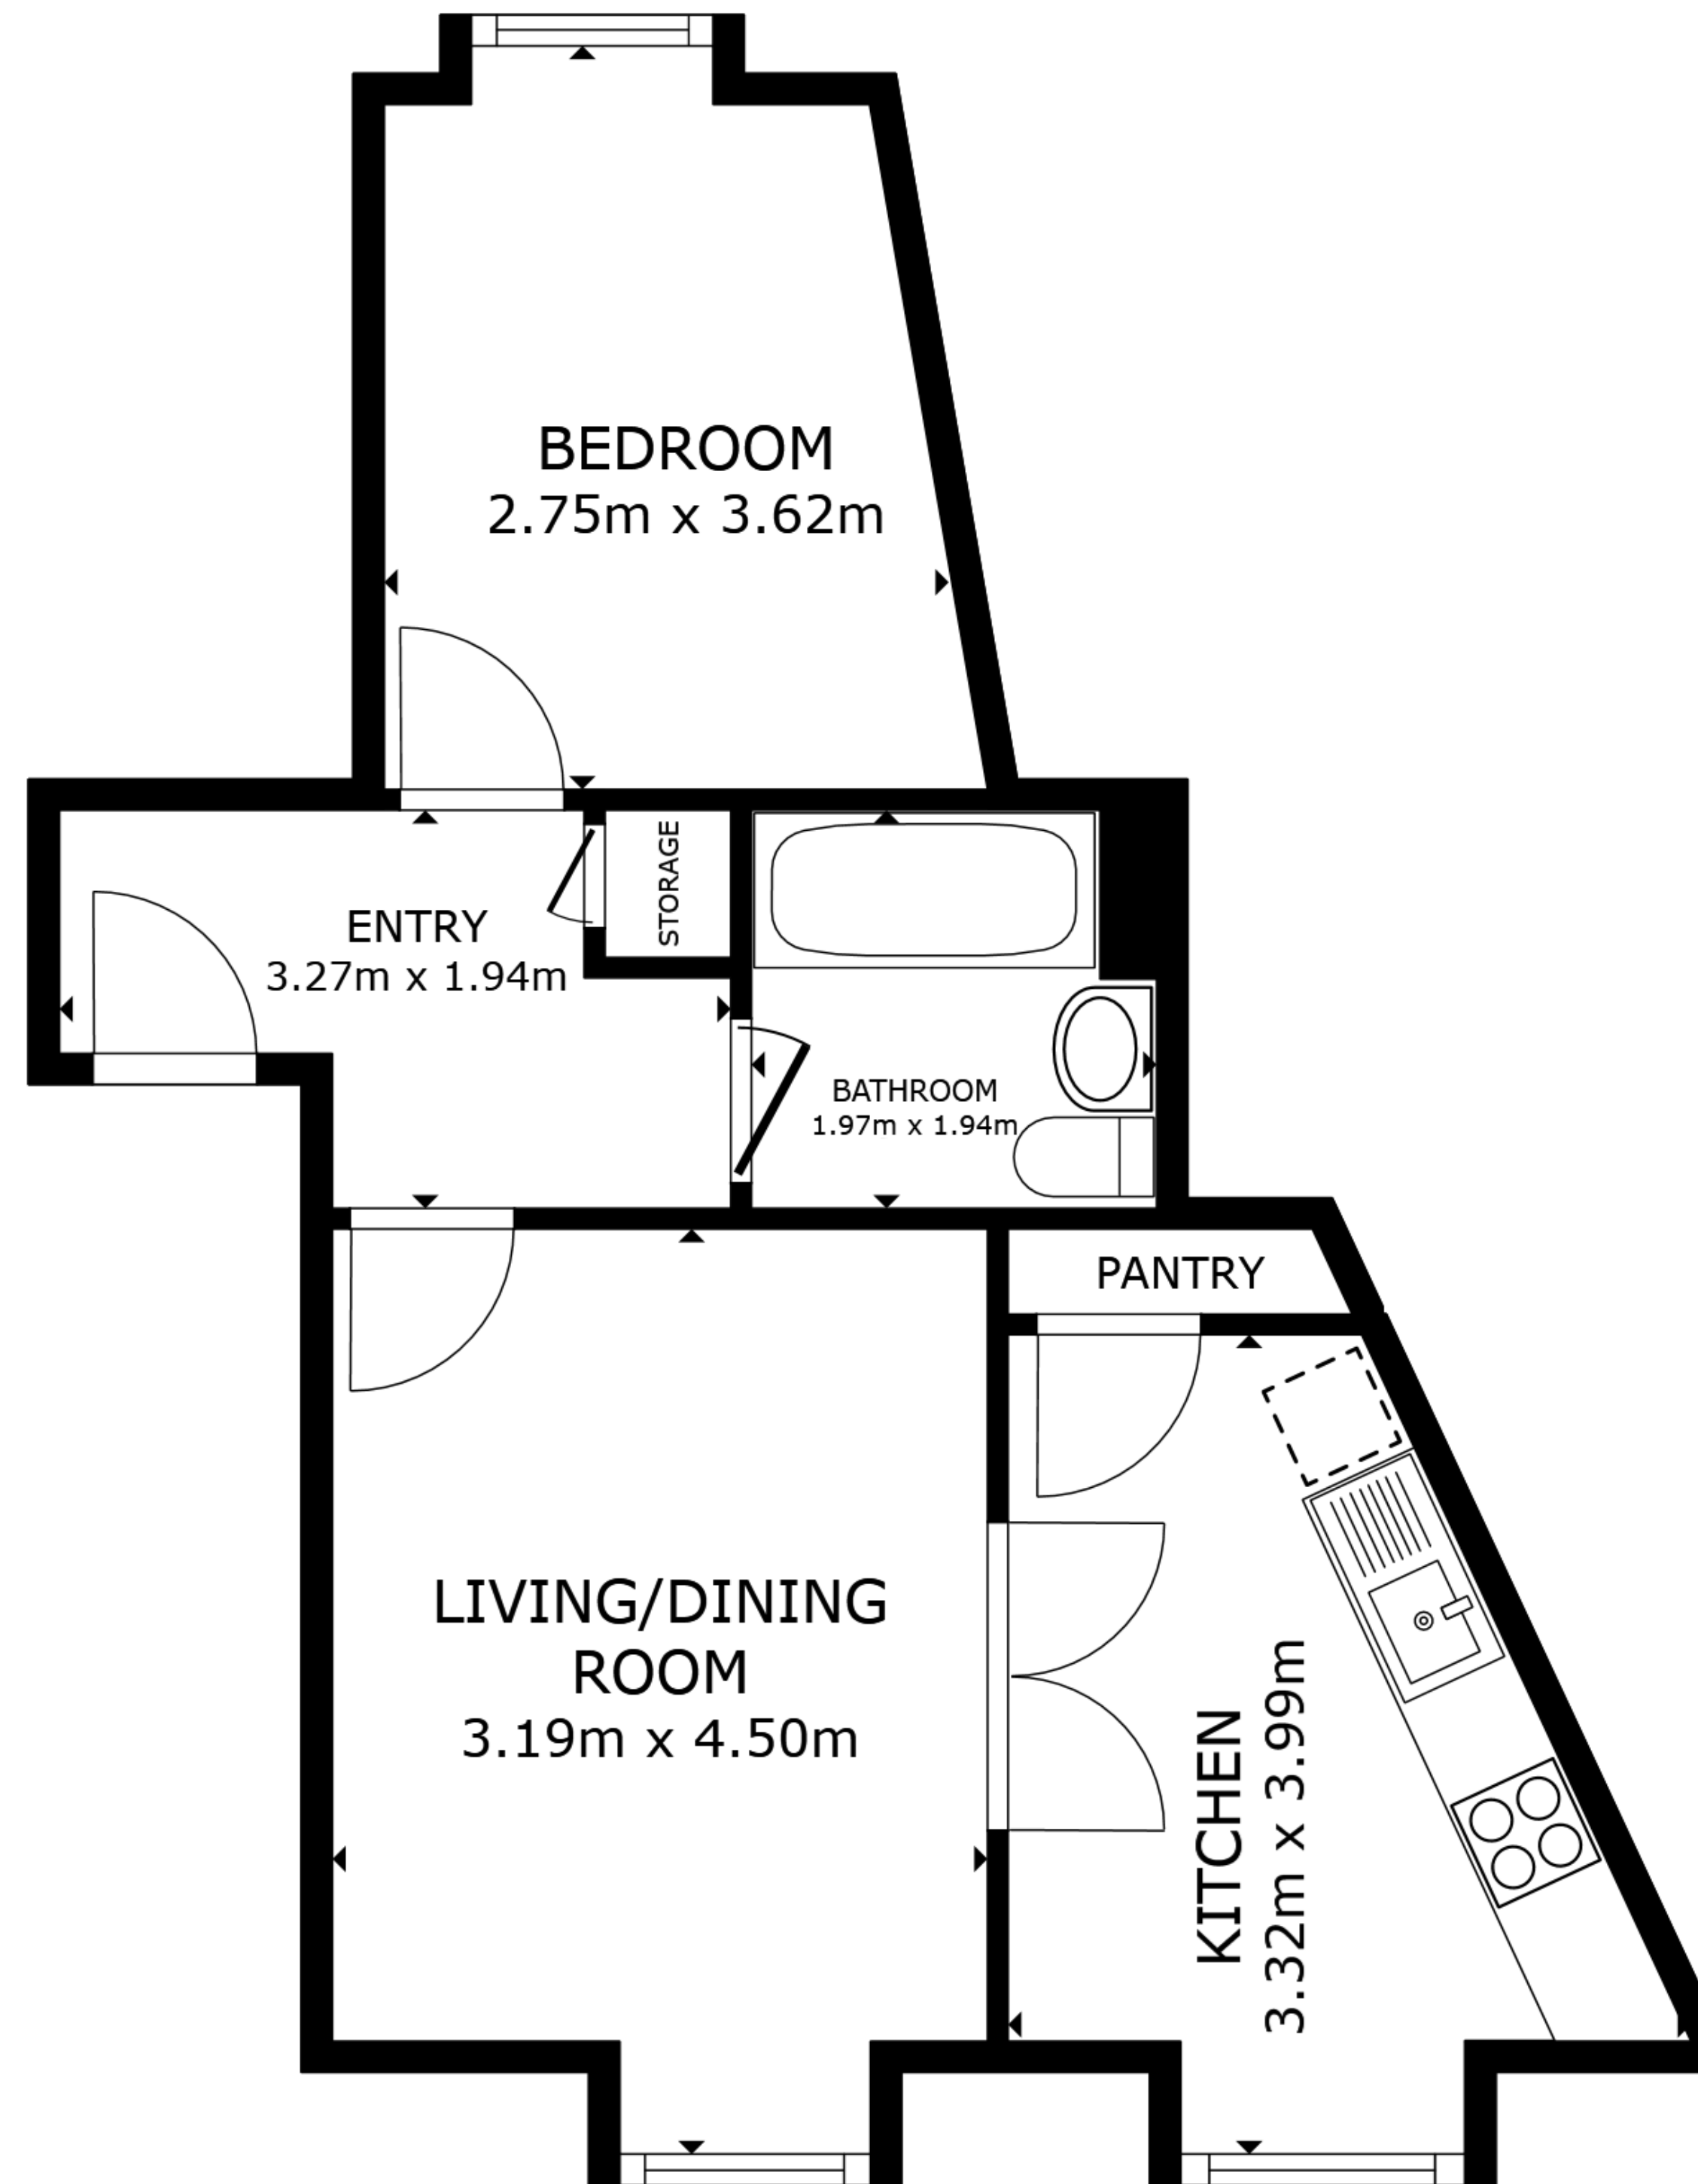 BEDROOM
2.75m x 3.62m
STORAGE
ENTRY
3.27m x 1.94m
BATHROOM
1.97m x 1.94m
PANTRY
LIVING/DINING
ROOM
3.19m x 4.50m
KITCHEN
3.32m x 3.99m